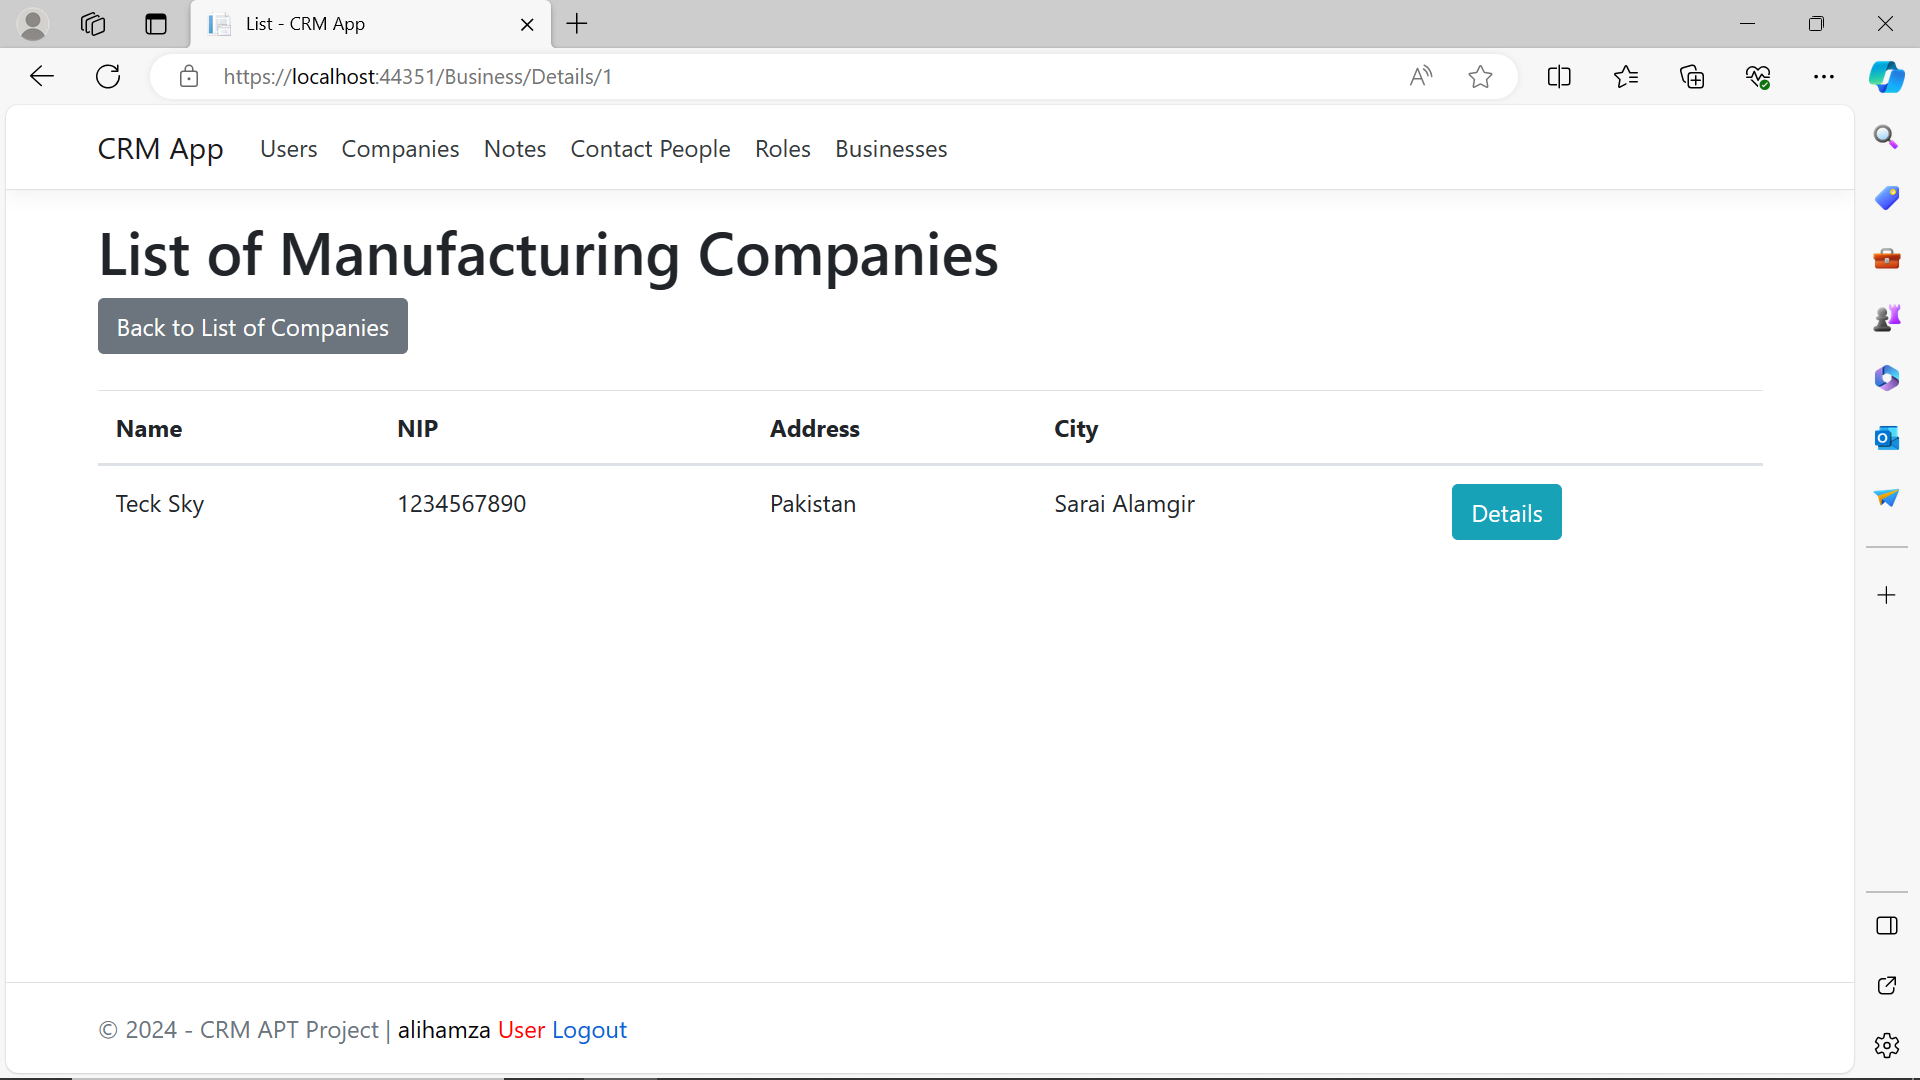 List - CRM App
https://localhost:44351/Business/Details/1
CRM App Users Companies Notes Contact People Roles Businesses
List of Manufacturing Companies
Back to List of Companies
Name NIP Address City
Teck Sky 1234567890 Pakistan Sarai Alamgir Details
© 2024 - CRM APT Project | alihamza User Logout